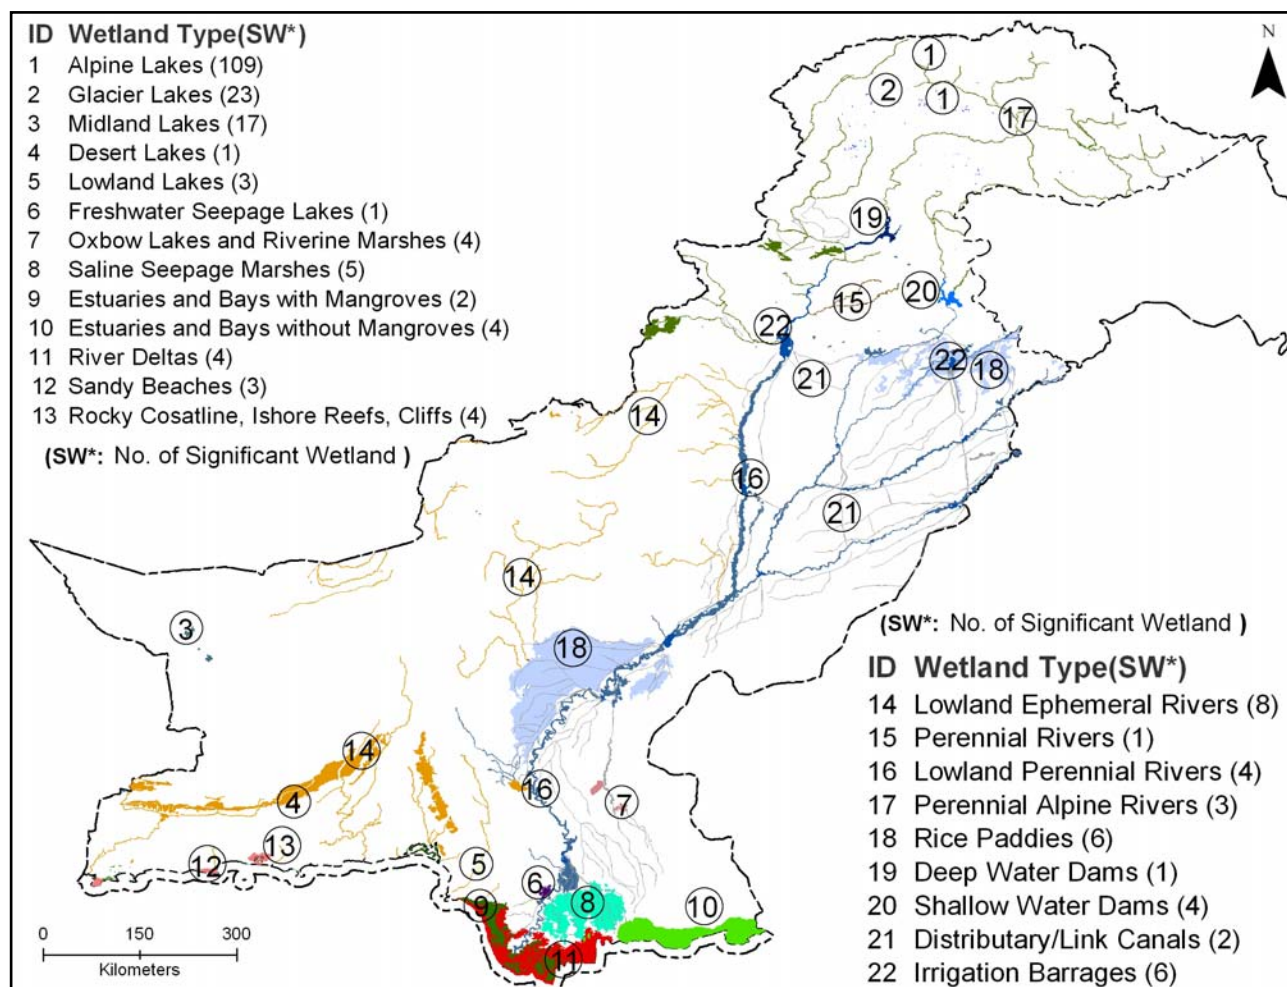 ID Wetland Type(SW*)
1 Alpine Lakes (109)
2 Glacier Lakes (23)
3 Midland Lakes (17)
4 Desert Lakes (1)
5 Lowland Lakes (3)
6 Freshwater Seepage Lakes (1)
7 Oxbow Lakes and Riverine Marshes (4)
8 Saline Seepage Marshes (5)
9 Estuaries and Bays with Mangroves (2)
10 Estuaries and Bays without Mangroves (4)
11 River Deltas (4)
12 Sandy Beaches (3)
13 Rocky Cosatline, Ishore Reefs, Cliffs (4)
(SW*: No. of Significant Wetland )
N
1
2
1
17
19
15
20
22
21
22
18
14
16
21
14
3
18
14
4
16
7
13
12
5
6
8
9
10
11
0 150 300
Kilometers
(SW*: No. of Significant Wetland )
ID Wetland Type(SW*)
14 Lowland Ephemeral Rivers (8)
15 Perennial Rivers (1)
16 Lowland Perennial Rivers (4)
17 Perennial Alpine Rivers (3)
18 Rice Paddies (6)
19 Deep Water Dams (1)
20 Shallow Water Dams (4)
21 Distributary/Link Canals (2)
22 Irrigation Barrages (6)